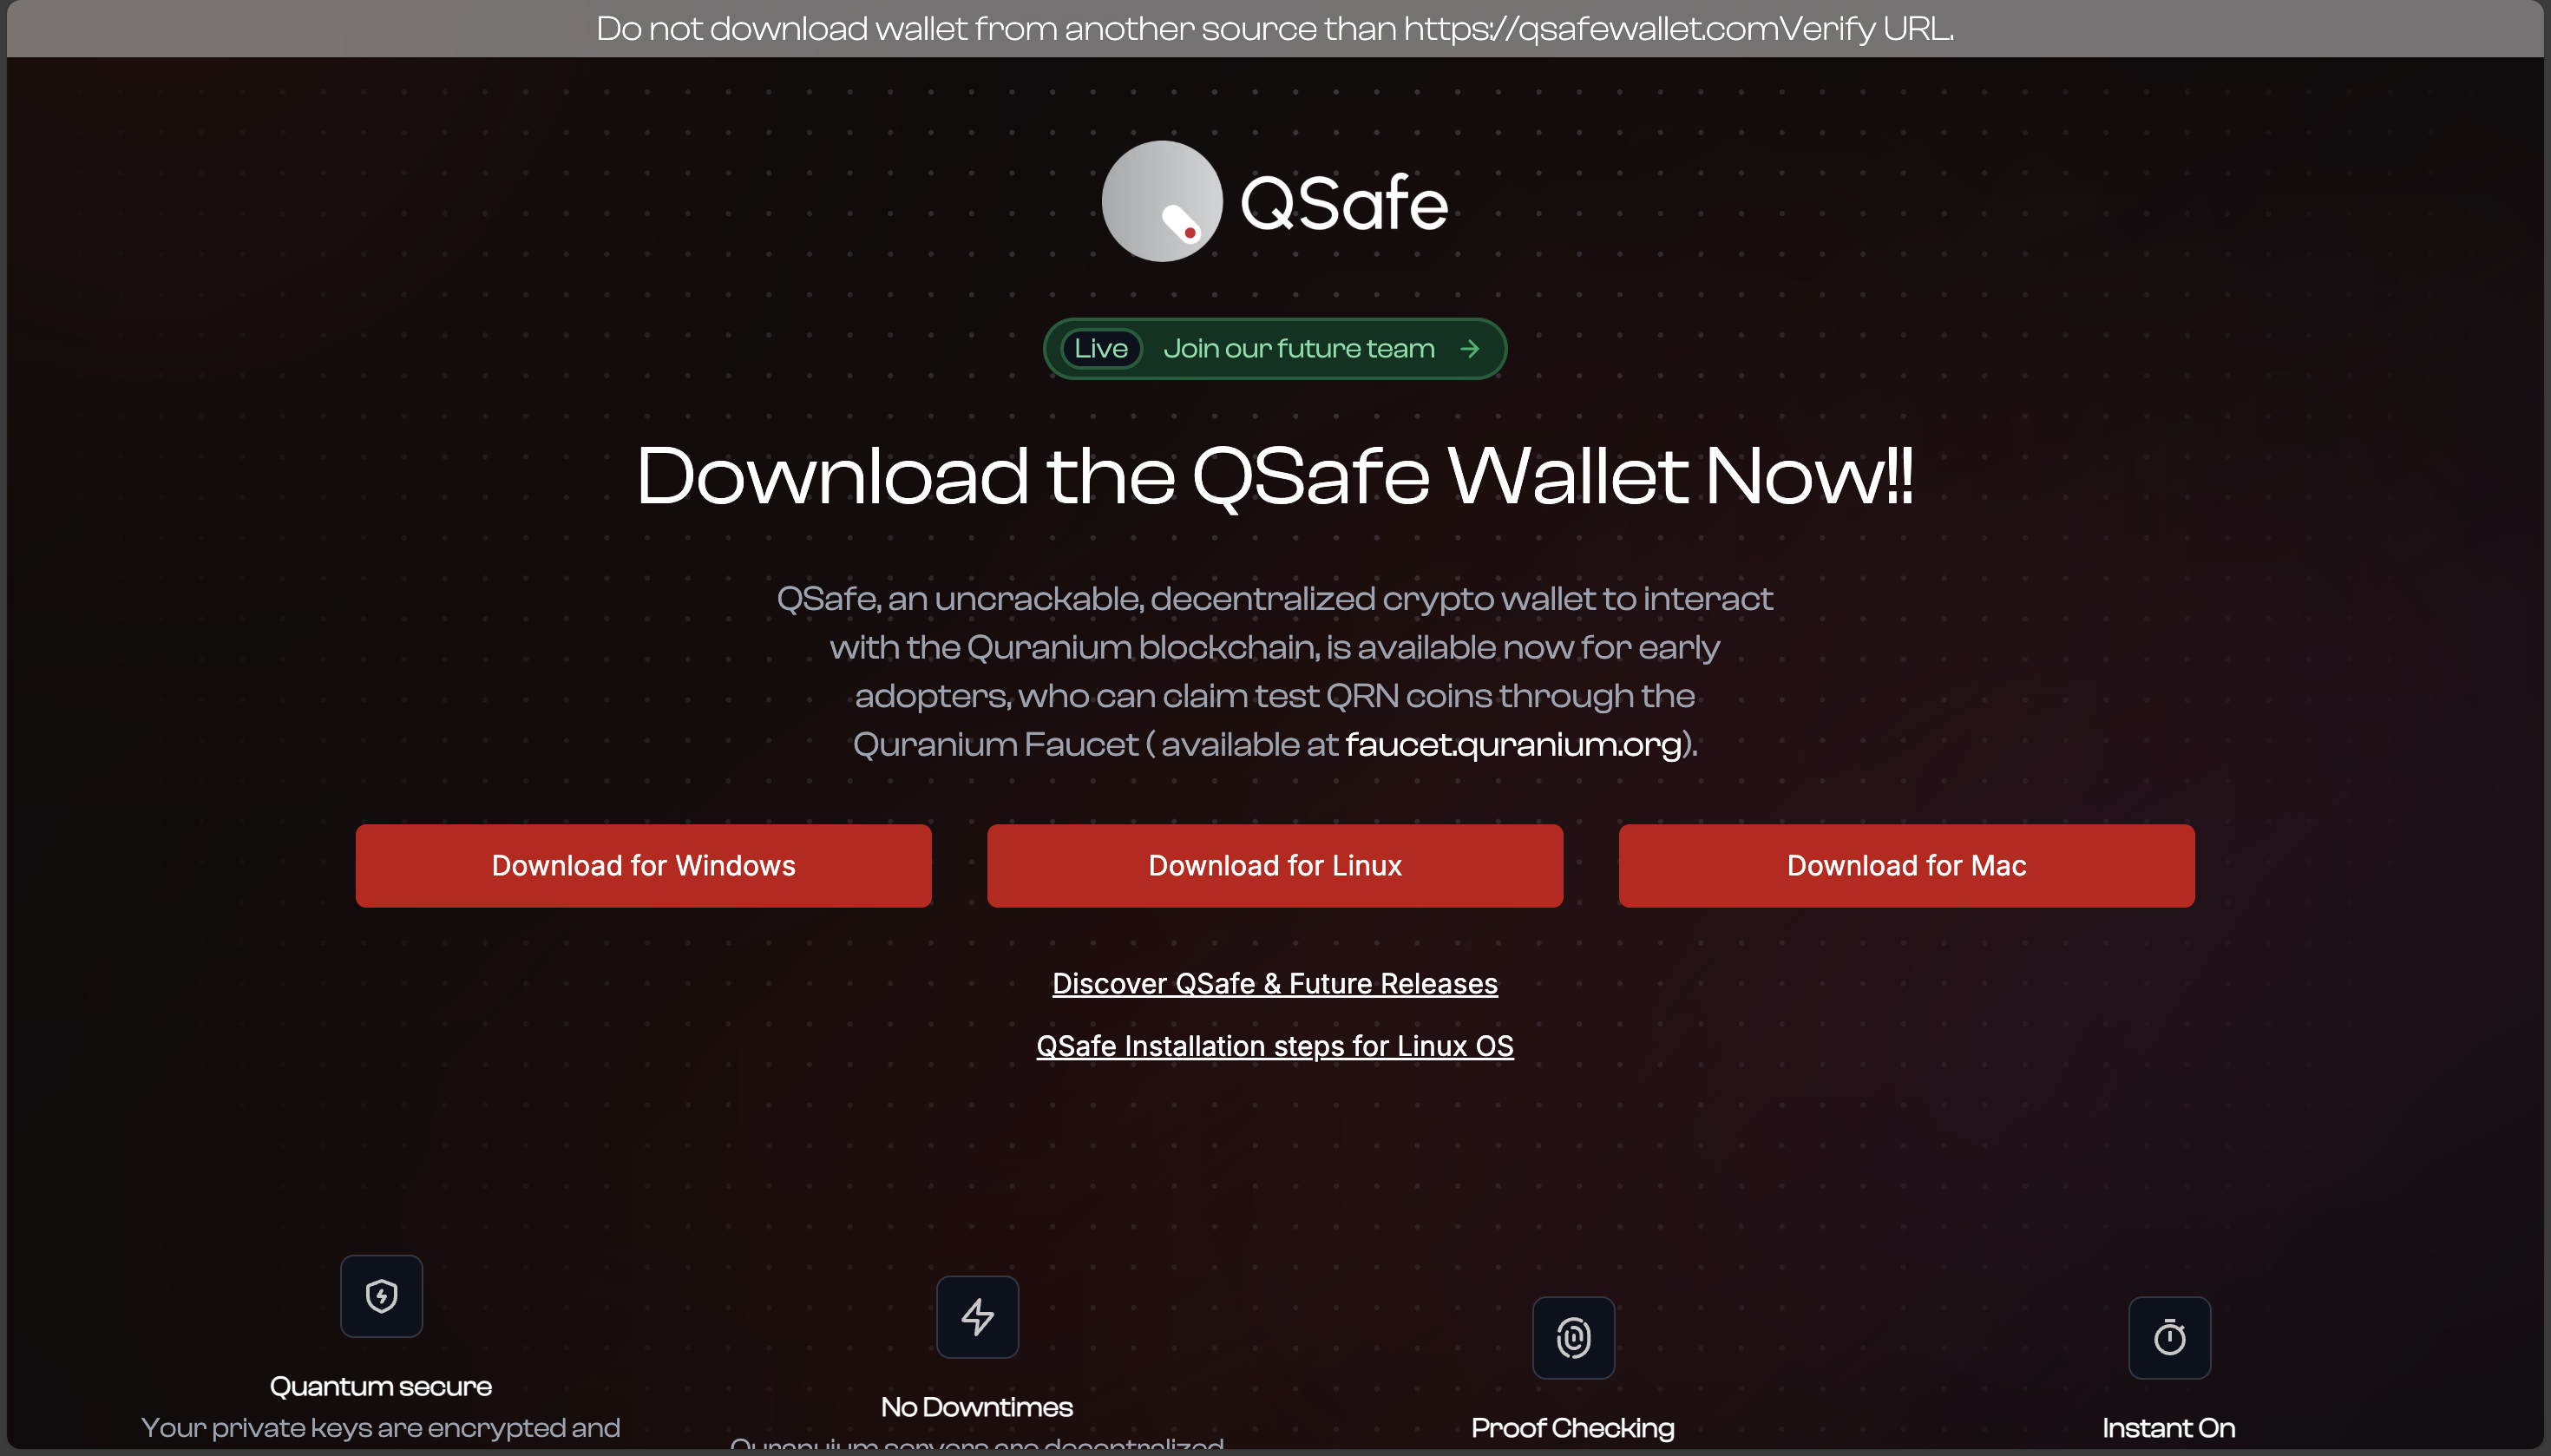 Do not download wallet from another source than https://qsafewallet.comVerify URL.
QSafe
Live Join our future team
Download the QSafe Wallet Now!!
QSafe, an uncrackable, decentralized crypto wallet to interact
with the Quranium blockchain, is available now for early
adopters, who can claim test QRN coins through the
Quranium Faucet ( available at faucet.quranium.org).
Download for Windows
Download for Linux
Download for Mac
Discover QSafe & Future Releases
QSafe Installation steps for Linux OS
Quantum secure
Your private keys are encrypted and
No Downtimes
servers are decentralized
Proof Checking
Instant On